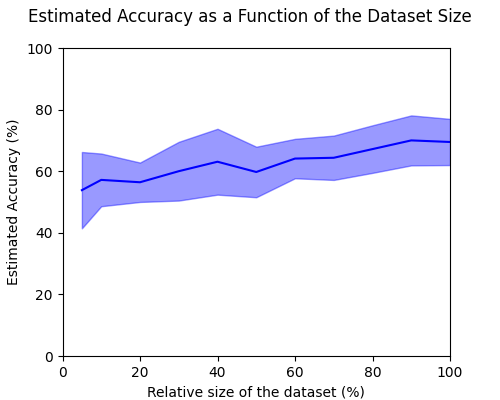 Estimated Accuracy as a Function of the Dataset Size
100
80
60
40
20
0
Estimated Accuracy (%)
0 20 40 60 80 100
Relative size of the dataset (%)